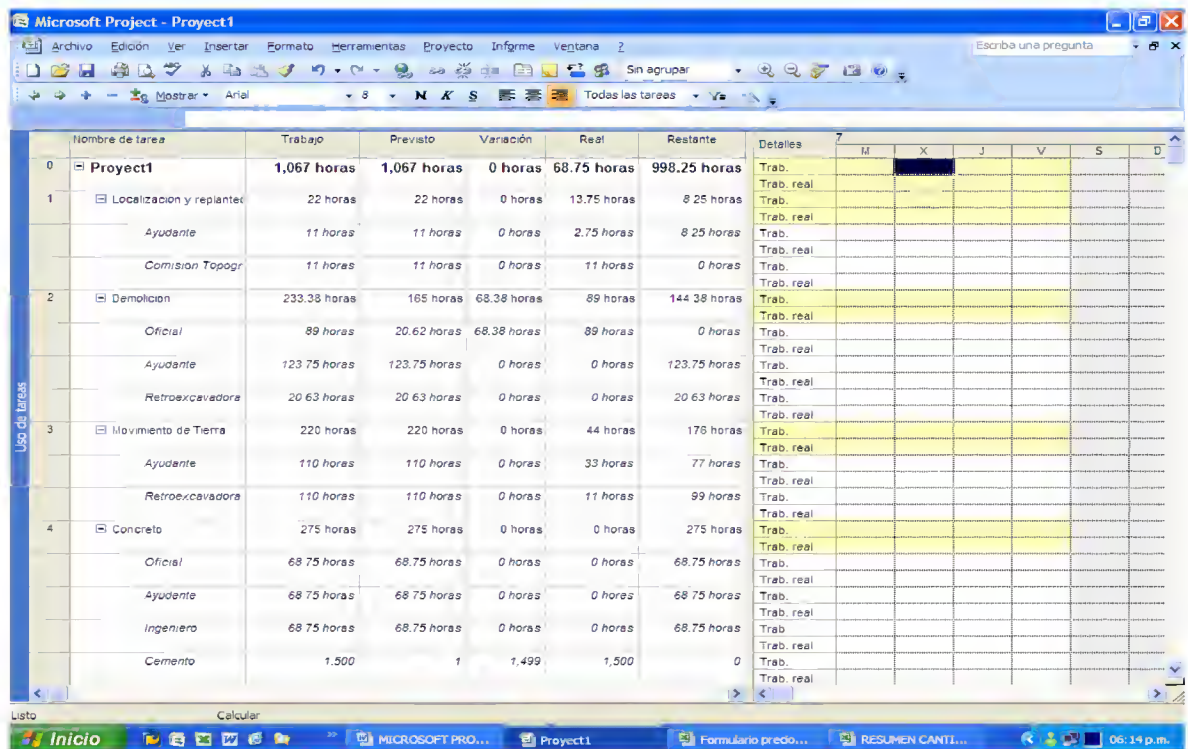 Microsoft Project - Proyect1
Archivo Edición Ver Insertar Formato Herramientas Proyecto Informe Ventana ? Escriba una pregunta
Sin agrupar
Mostrar Arial 8 N K S Todas las tareas
Nombre de tarea Trabajo Previsto Variación Real Restante Detalles 7
M X J V S D
0 Proyect1 1,067 horas 1,067 horas 0 horas 68.75 horas 998.25 horas Trab.
Trab. real
1 Localización y replanteo 22 horas 22 horas 0 horas 13.75 horas 8 25 horas Trab.
Trab. real
Ayudante 11 horas 11 horas 0 horas 2.75 horas 8 25 horas Trab.
Trab. real
Comisión Topogr 11 horas 11 horas 0 horas 11 horas 0 horas Trab.
Trab. real
2 Demolición 233.38 horas 165 horas 68.38 horas 89 horas 144 38 horas Trab.
Trab. real
Oficial 89 horas 20.62 horas 68.38 horas 89 horas 0 horas Trab.
Trab. real
Ayudante 123 75 horas 123.75 horas 0 horas 0 horas 123.75 horas Trab.
Trab. real
Retroexcavadora 20 63 horas 20 63 horas 0 horas 0 horas 20 63 horas Trab.
Trab. real
3 Movimiento de Tierra 220 horas 220 horas 0 horas 44 horas 176 horas Trab.
Trab. real
Ayudante 110 horas 110 horas 0 horas 33 horas 77 horas Trab.
Trab. real
Retroexcavadora 110 horas 110 horas 0 horas 11 horas 99 horas Trab.
Trab. real
4 Concreto 275 horas 275 horas 0 horas 0 horas 275 horas Trab.
Trab. real
Oficial 68 75 horas 68.75 horas 0 horas 0 horas 68.75 horas Trab.
Trab. real
Ayudante 68 75 horas 68 75 horas 0 horas 0 hores 68 75 horas Trab.
Trab. real
Ingeniero 68 75 horas 68.75 horas 0 horas 0 horas 68.75 horas Trab
Trab. real
Cemento 1.500 1 1,499 1,500 0 Trab.
Trab. real
Uso de tareas
Listo Calcular
Inicio MICROSOFT PRO... Proyect1 Formulario precio... RESUMEN CANTI... 06:14 p.m.